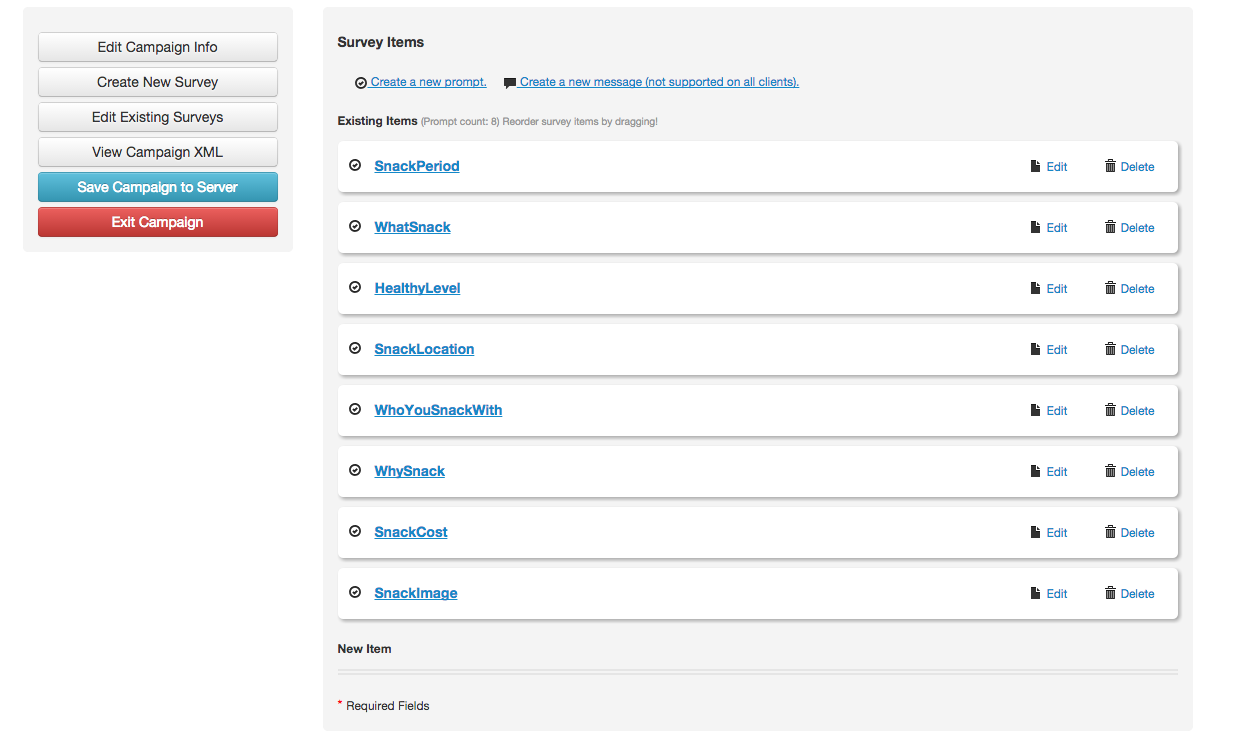 Edit Campaign Info
Create New Survey
Edit Existing Surveys
View Campaign XML
Save Campaign to Server
Exit Campaign
Survey Items
Create a new prompt. Create a new message (not supported on all clients).
Existing Items (Prompt count: 8) Reorder survey items by dragging!
SnackPeriod Edit Delete
WhatSnack Edit Delete
HealthyLevel Edit Delete
SnackLocation Edit Delete
WhoYouSnackWith Edit Delete
WhySnack Edit Delete
SnackCost Edit Delete
SnackImage Edit Delete
New Item
* Required Fields